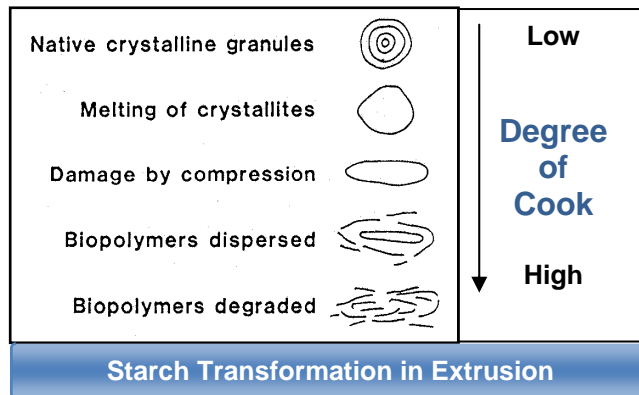 Native crystalline granules
Melting of crystallites
Damage by compression
Biopolymers dispersed
Biopolymers degraded
Low
Degree
of
Cook
High
Starch Transformation in Extrusion